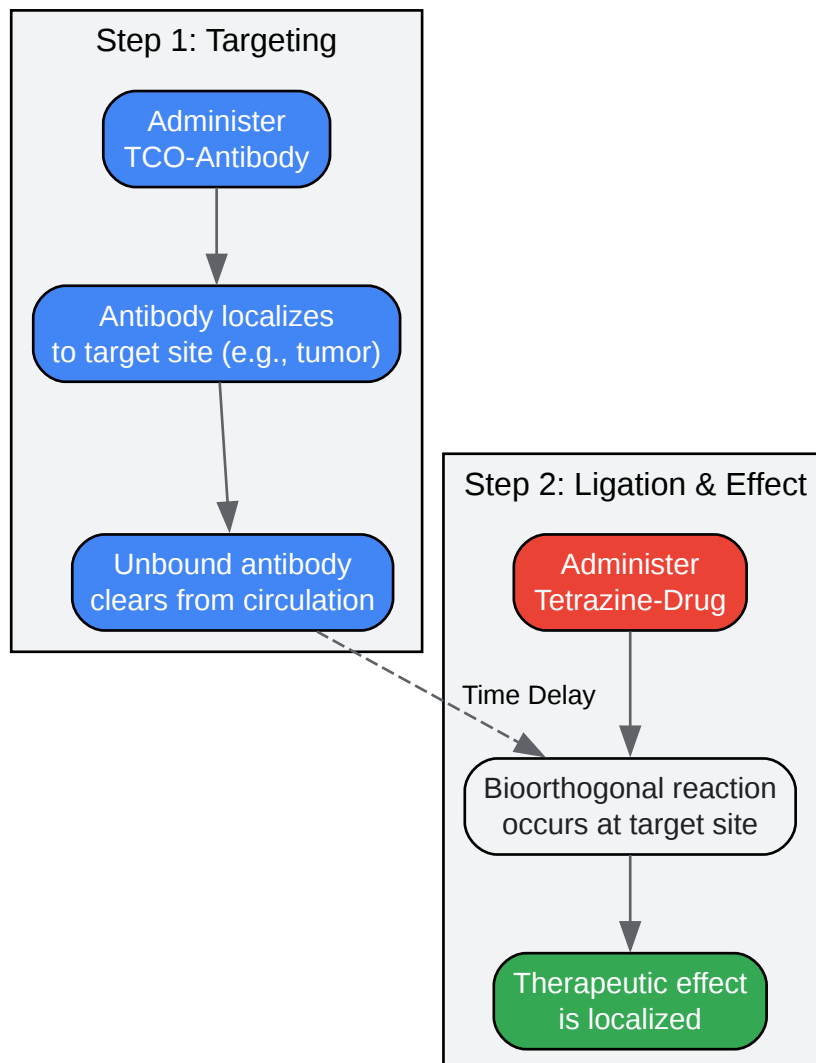 Step 1: Targeting
Administer
TCO-Antibody
Antibody localizes
to target site (e.g., tumor)
Unbound antibody
clears from circulation
Step 2: Ligation & Effect
Administer
Tetrazine-Drug
Time Delay
Bioorthogonal reaction
occurs at target site
Therapeutic effect
is localized